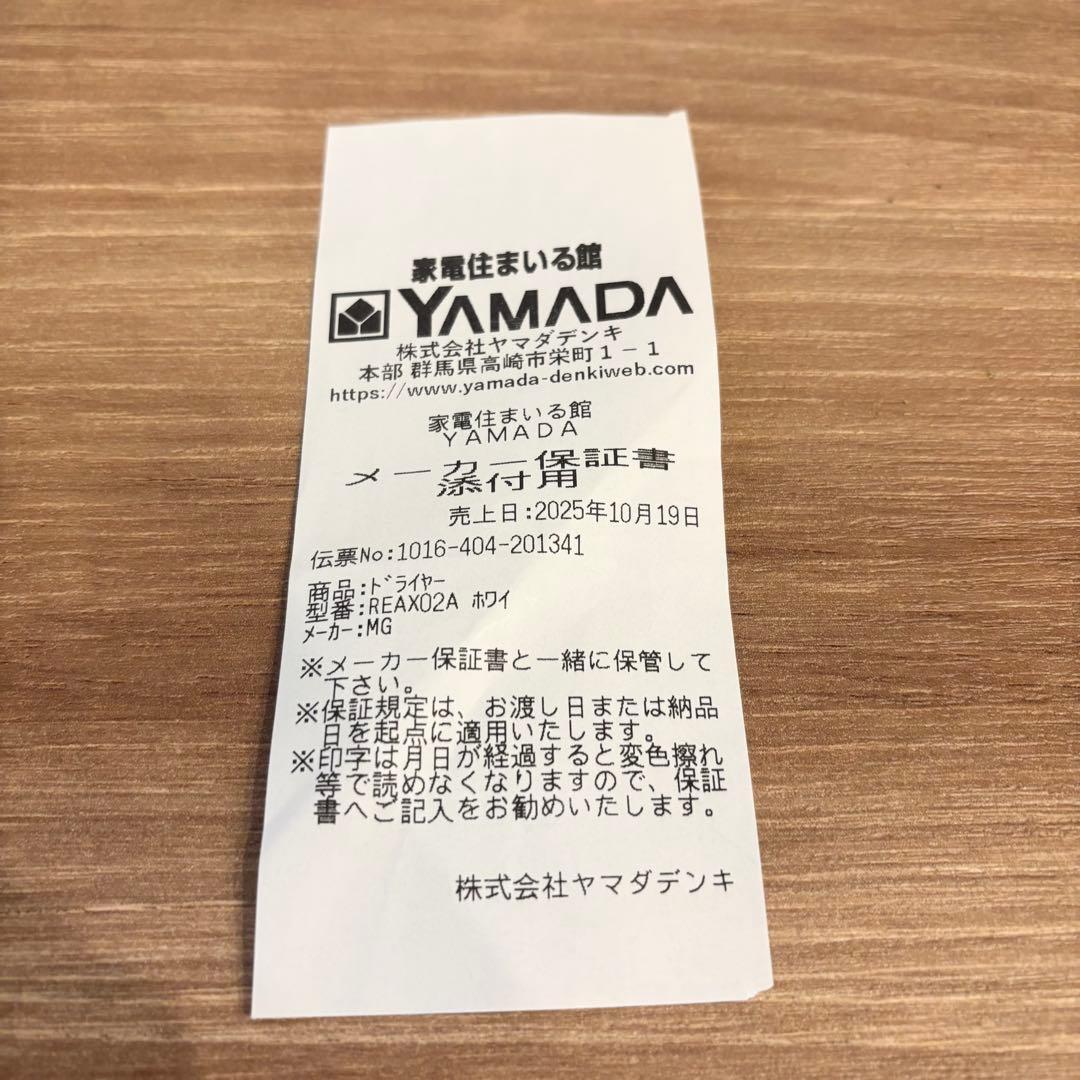 家電住まいる館
YAMADA
株式会社ヤマダデンキ
本部 群馬県高崎市栄町1-1
https://www.yamada-denkiweb.com
家電住まいる館
YAMADA
メーカー保証書
添付用
売上日:2025年10月19日
伝票No:1016-404-201341
商品:ドライヤー
型番:REAX02A ホワイ
メーカー:MG
※メーカー保証書と一緒に保管して
下さい。
※保証規定は、お渡し日または納品
日を起点に適用いたします。
※印字は月日が経過すると変色擦れ
等で読めなくなりますので、保証
書へご記入をお勧めいたします。
株式会社ヤマダデンキ